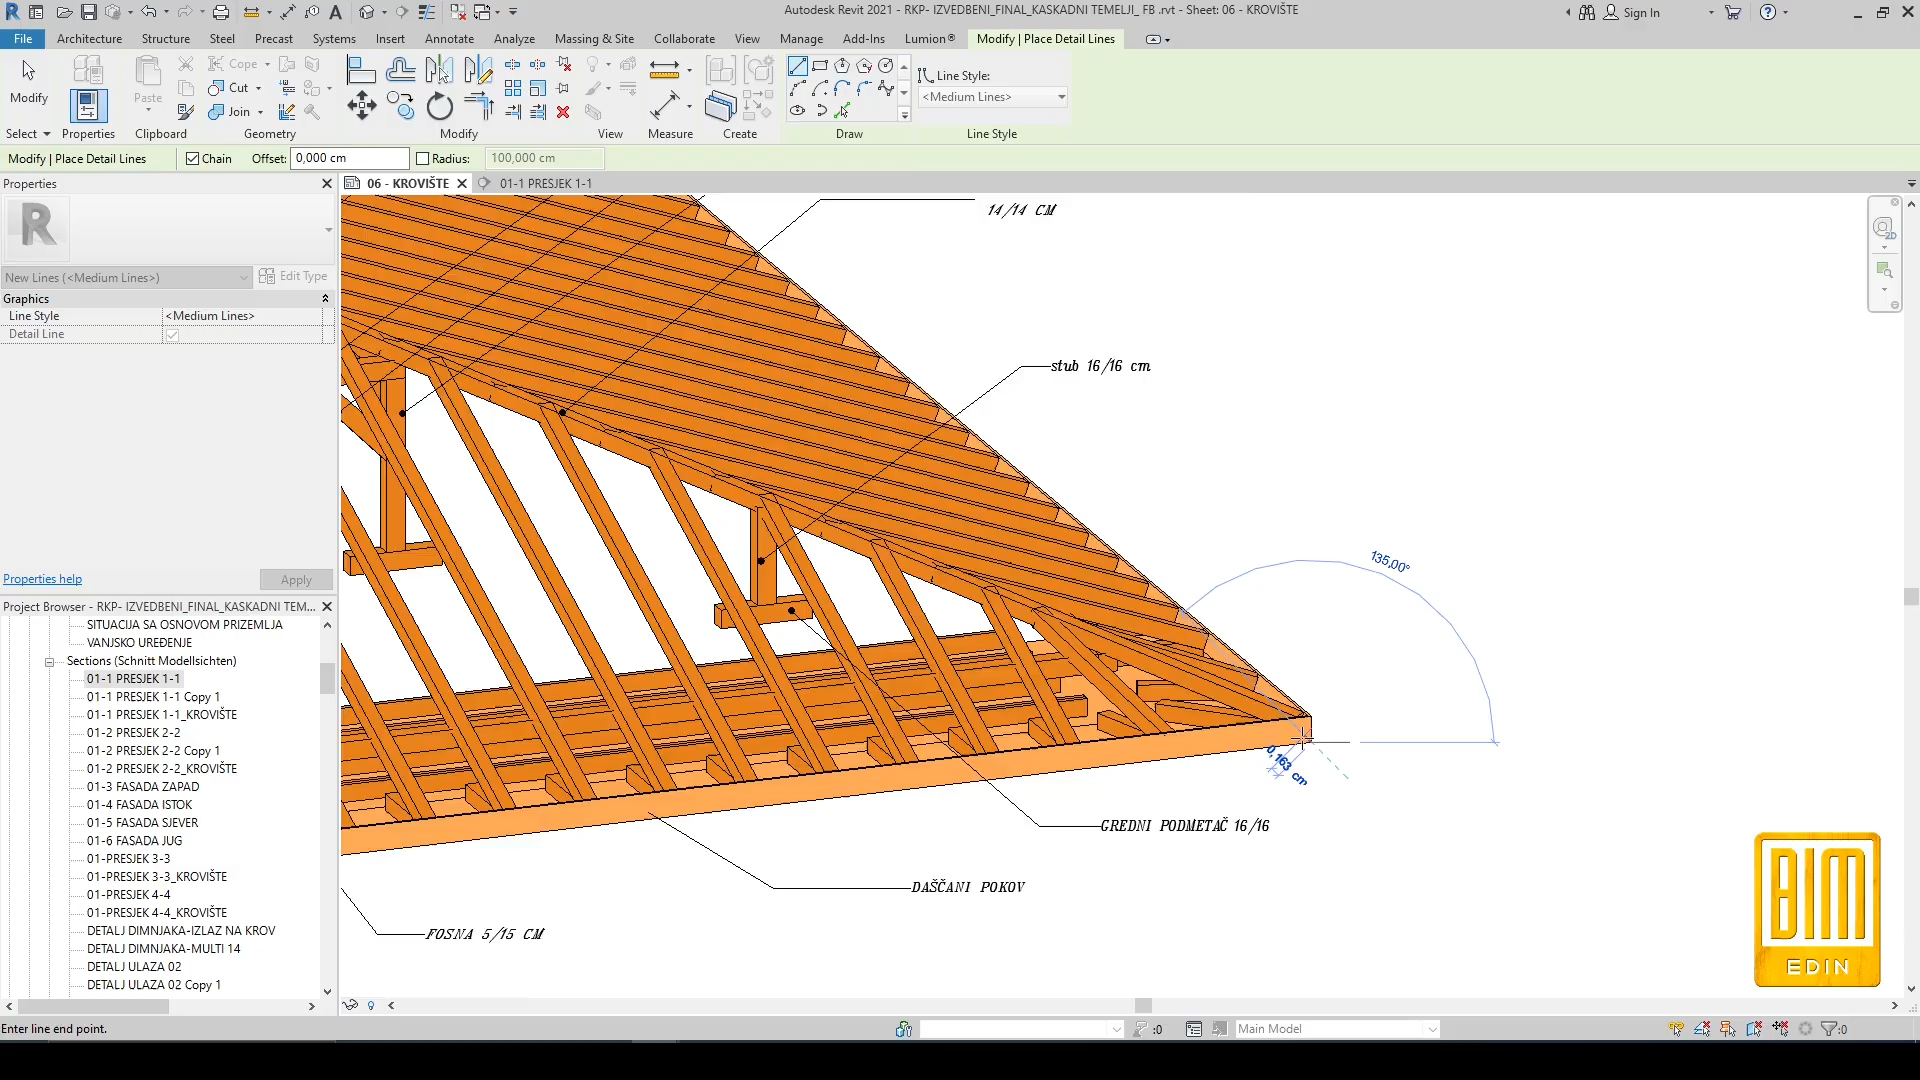 Autodesk Revit 2021 - RKP- IZVEDBENI_FINAL_KASKADNI TEMELJI_ FB .rvt - Sheet: 06 - KROVIŠTE
Sign In
File Architecture Structure Steel Precast Systems Insert Annotate Analyze Massing & Site Collaborate View Manage Add-Ins Lumion® Modify | Place Detail Lines
Modify
Paste
Cope
Cut
Join
Line Style:
<Medium Lines>
Select Properties Clipboard Geometry Modify View Measure Create Draw Line Style
Modify | Place Detail Lines Chain Offset: 0,000 cm Radius: 100,000 cm
Properties
06 - KROVIŠTE
01-1 PRESJEK 1-1
R
New Lines (<Medium Lines>)
Edit Type
Graphics
Line Style <Medium Lines>
Detail Line
Properties help
Apply
Project Browser - RKP- IZVEDBENI_FINAL_KASKADNI TEM...
SITUACIJA SA OSNOVOM PRIZEMLJA
VANJSKO UREĐENJE
Sections (Schnitt Modellsichten)
01-1 PRESJEK 1-1
01-1 PRESJEK 1-1 Copy 1
01-1 PRESJEK 1-1_KROVIŠTE
01-2 PRESJEK 2-2
01-2 PRESJEK 2-2 Copy 1
01-2 PRESJEK 2-2_KROVIŠTE
01-3 FASADA ZAPAD
01-4 FASADA ISTOK
01-5 FASADA SJEVER
01-6 FASADA JUG
01-PRESJEK 3-3
01-PRESJEK 3-3_KROVIŠTE
01-PRESJEK 4-4
01-PRESJEK 4-4_KROVIŠTE
DETALJ DIMNJAKA-IZLAZ NA KROV
DETALJ DIMNJAKA-MULTI 14
DETALJ ULAZA 02
DETALJ ULAZA 02 Copy 1
14/14 CM
stub 16/16 cm
135,00°
0,163 cm
GREDNI PODMETAČ 16/16
DAŠČANI POKOV
FOSNA 5/15 CM
2D
BIM
EDIN
Enter line end point.
:0
Main Model
:0